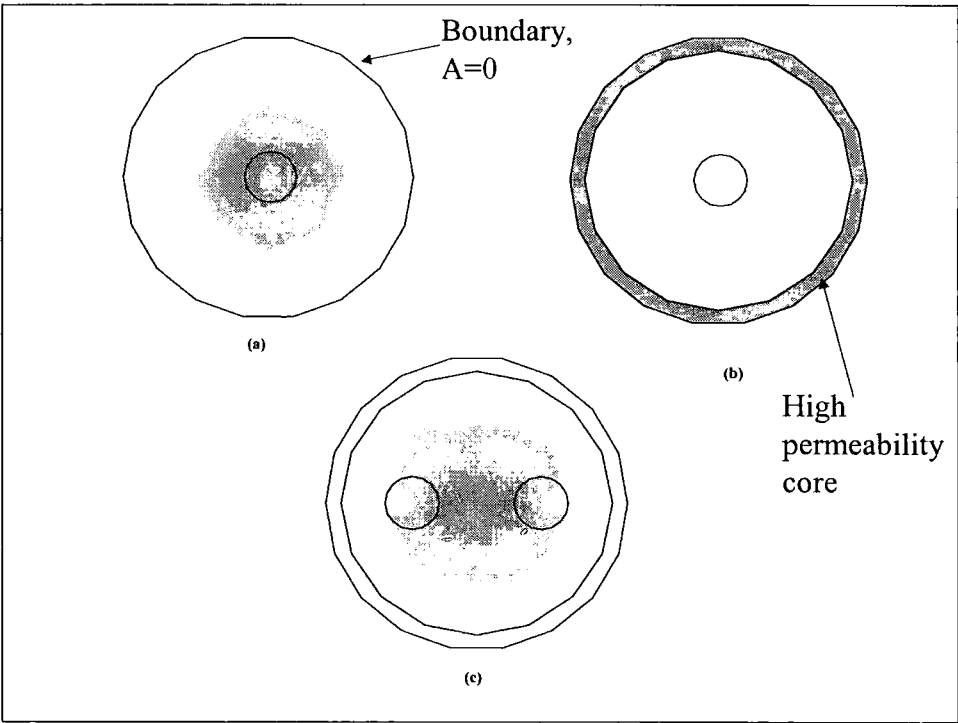 Boundary,
A=0
(a)
(b)
High
permeability
core
(c)